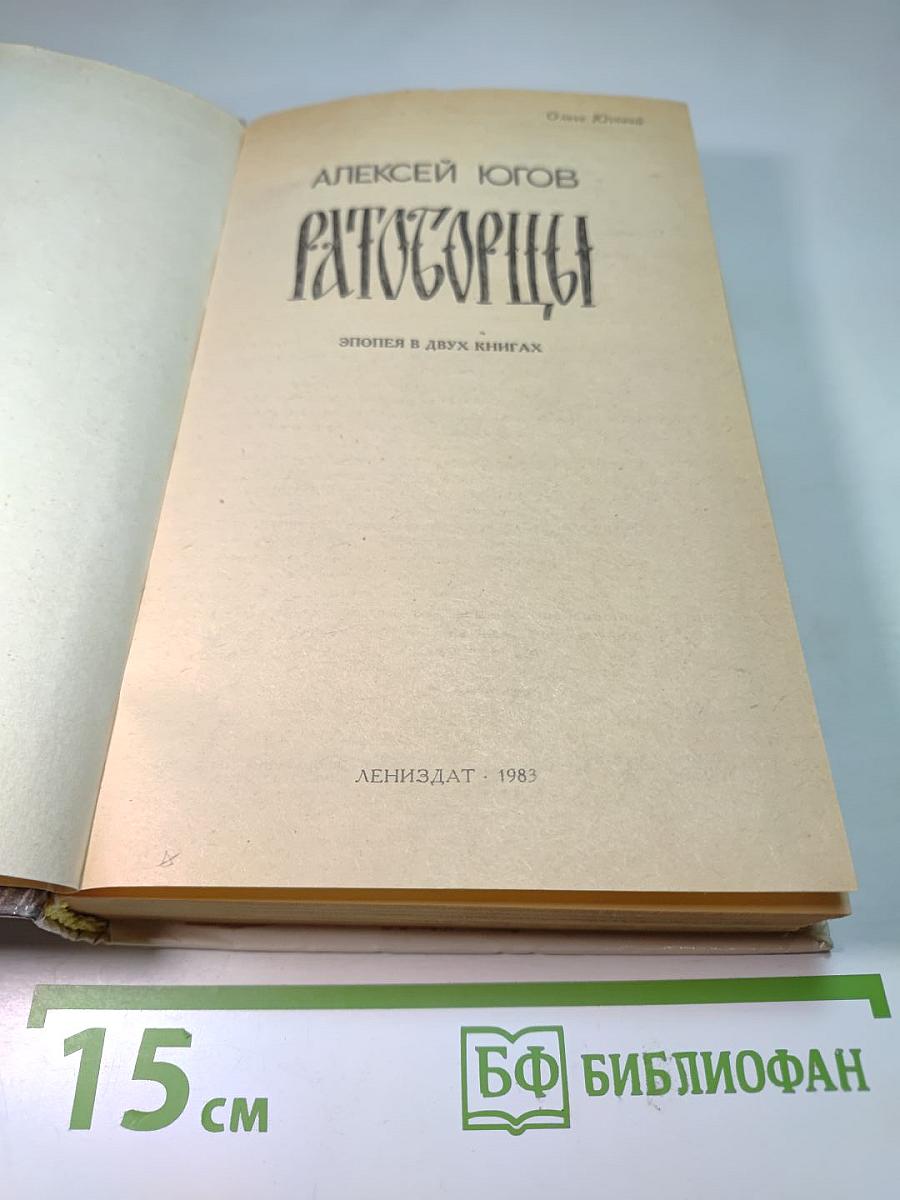 АЛЕКСЕЙ ЮГОВ
РАТОБОРЦЫ
ЭПОПЕЯ В ДВУХ КНИГАХ
ЛЕНИЗДАТ · 1983
15 см
БФ БИБЛИОФАН